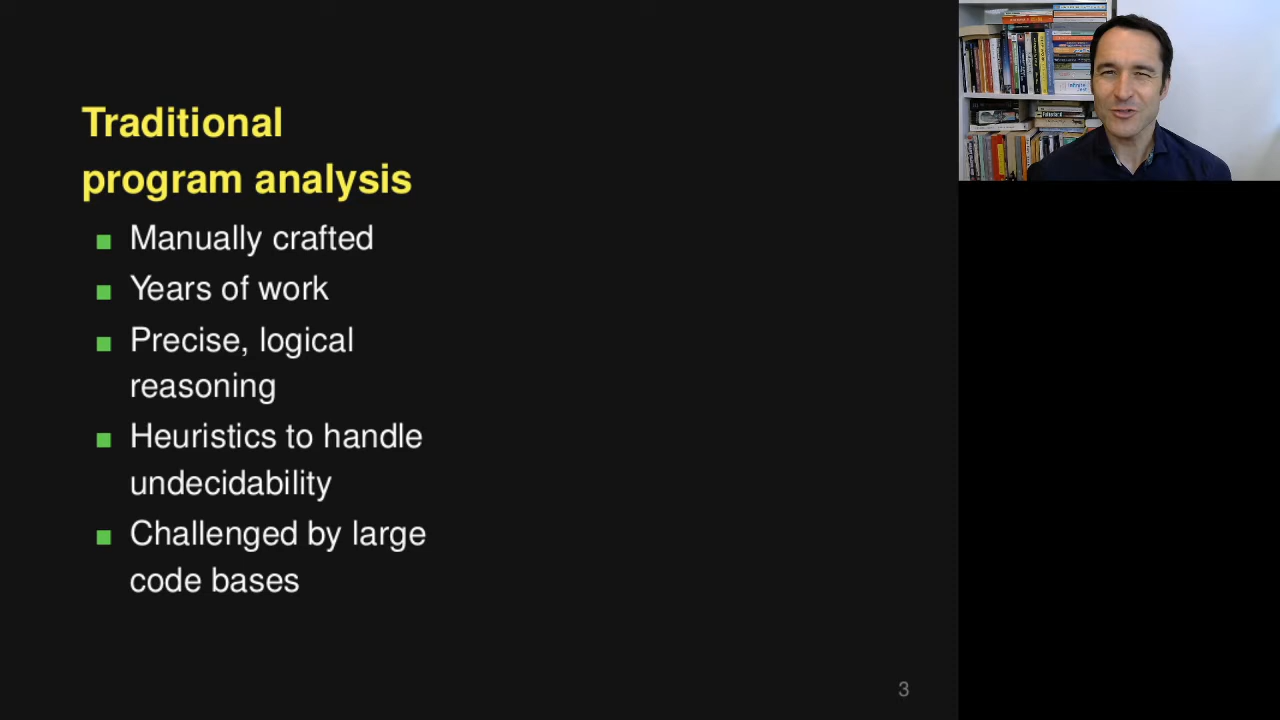 Traditional
program analysis
Manually crafted
Years of work
Precise, logical
reasoning
Heuristics to handle
undecidability
Challenged by large
code bases
3